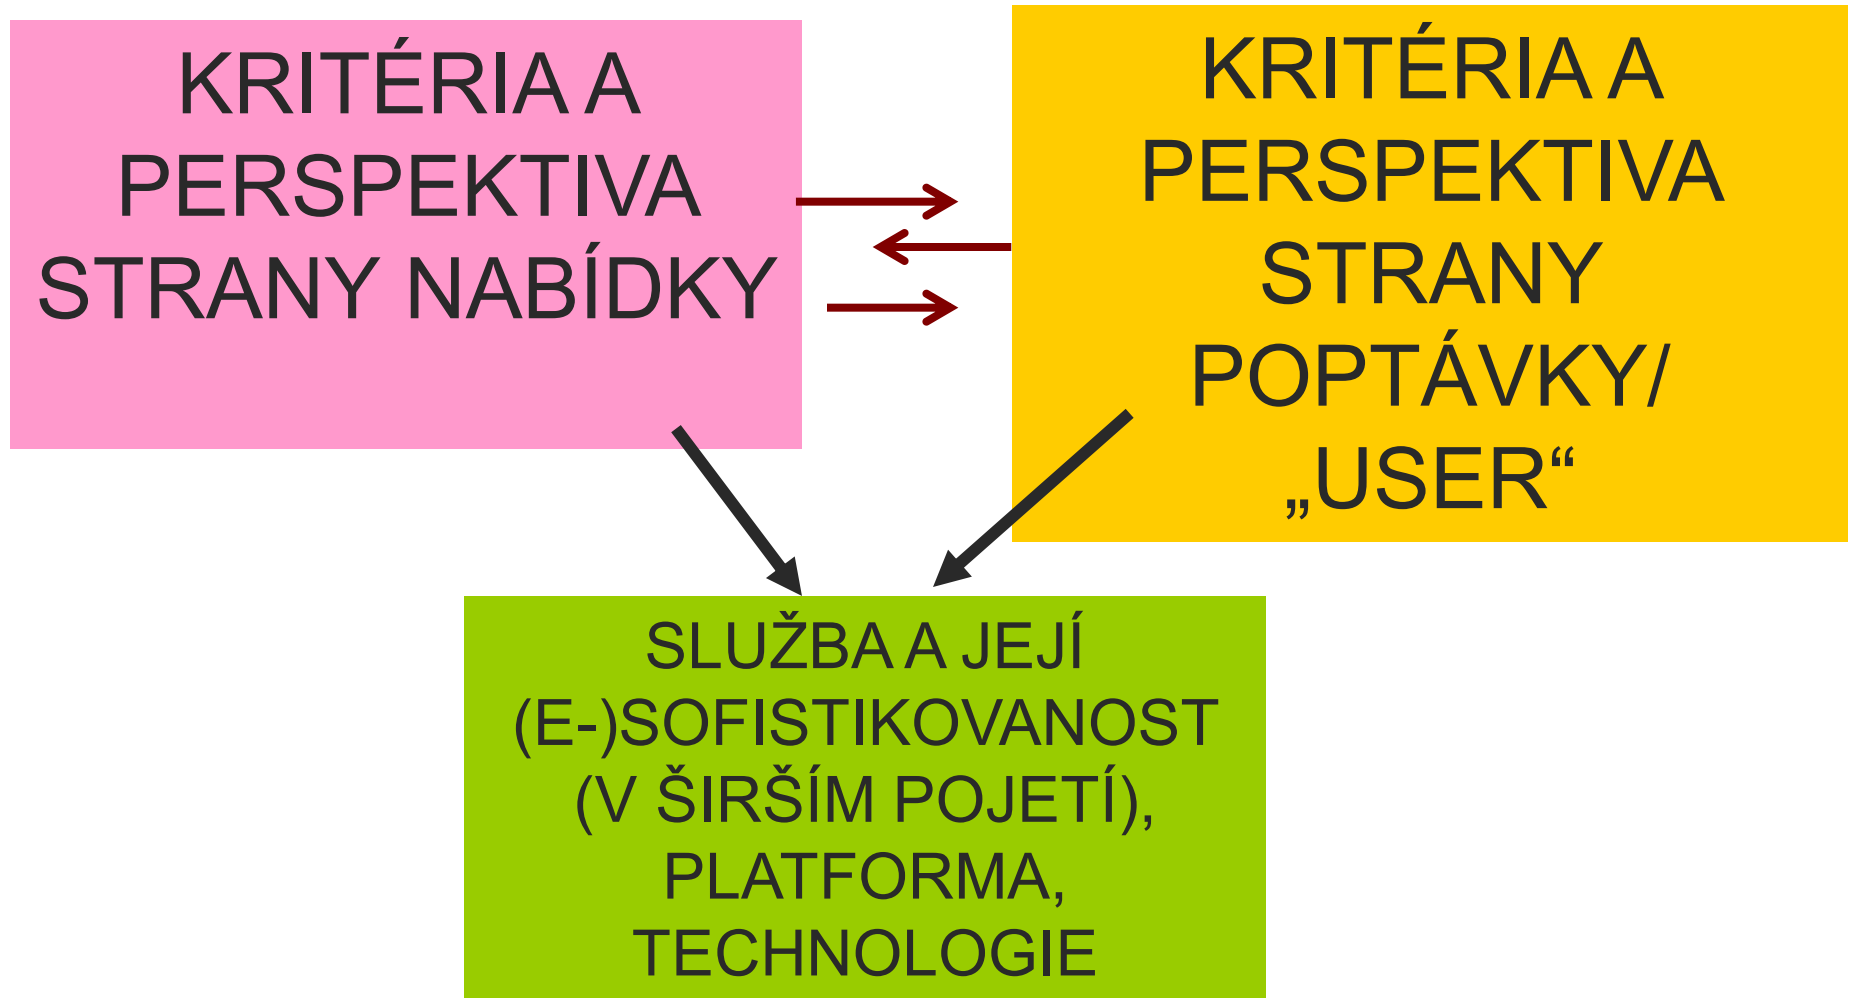 KRITÉRIA A
PERSPEKTIVA
STRANY NABÍDKY
KRITÉRIA A
PERSPEKTIVA
STRANY
POPTÁVKY/
„USER“
SLUŽBA A JEJÍ
(E-)SOFISTIKOVANOST
(V ŠIRŠÍM POJETÍ),
PLATFORMA,
TECHNOLOGIE